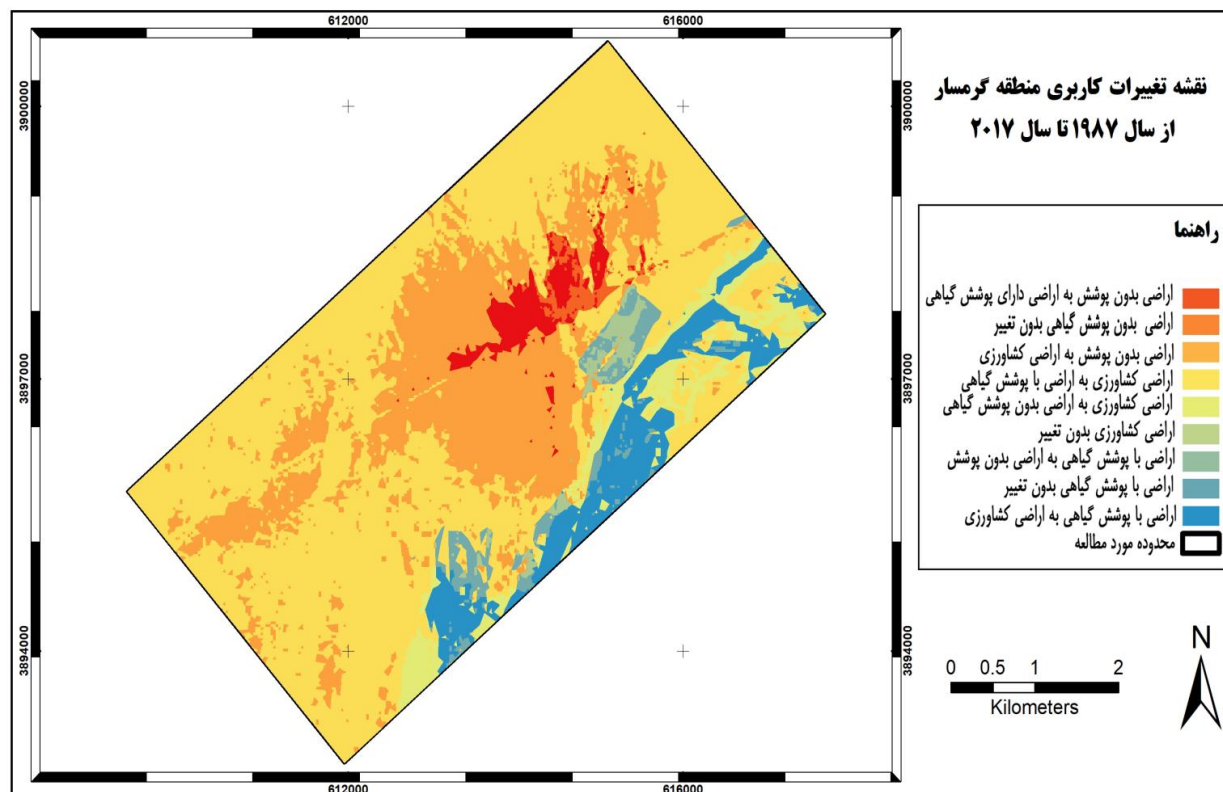 612000
616000
3900000
3900000
نقشه تغییرات کاربری منطقه گرمسار
از سال ۱۹۸۷ تا سال ۲۰۱۷
راهنما
اراضی بدون پوشش به اراضی دارای پوشش گیاهی
اراضی بدون پوشش گیاهی بدون تغییر
اراضی بدون پوشش به اراضی کشاورزی
اراضی کشاورزی به اراضی با پوشش گیاهی
اراضی کشاورزی به اراضی بدون پوشش گیاهی
اراضی کشاورزی بدون تغییر
اراضی با پوشش گیاهی به اراضی بدون پوشش
اراضی با پوشش گیاهی بدون تغییر
اراضی با پوشش گیاهی به اراضی کشاورزی
محدوده مورد مطالعه
3897000
3897000
3894000
3894000
0 0.5 1 2
Kilometers
N
612000
616000